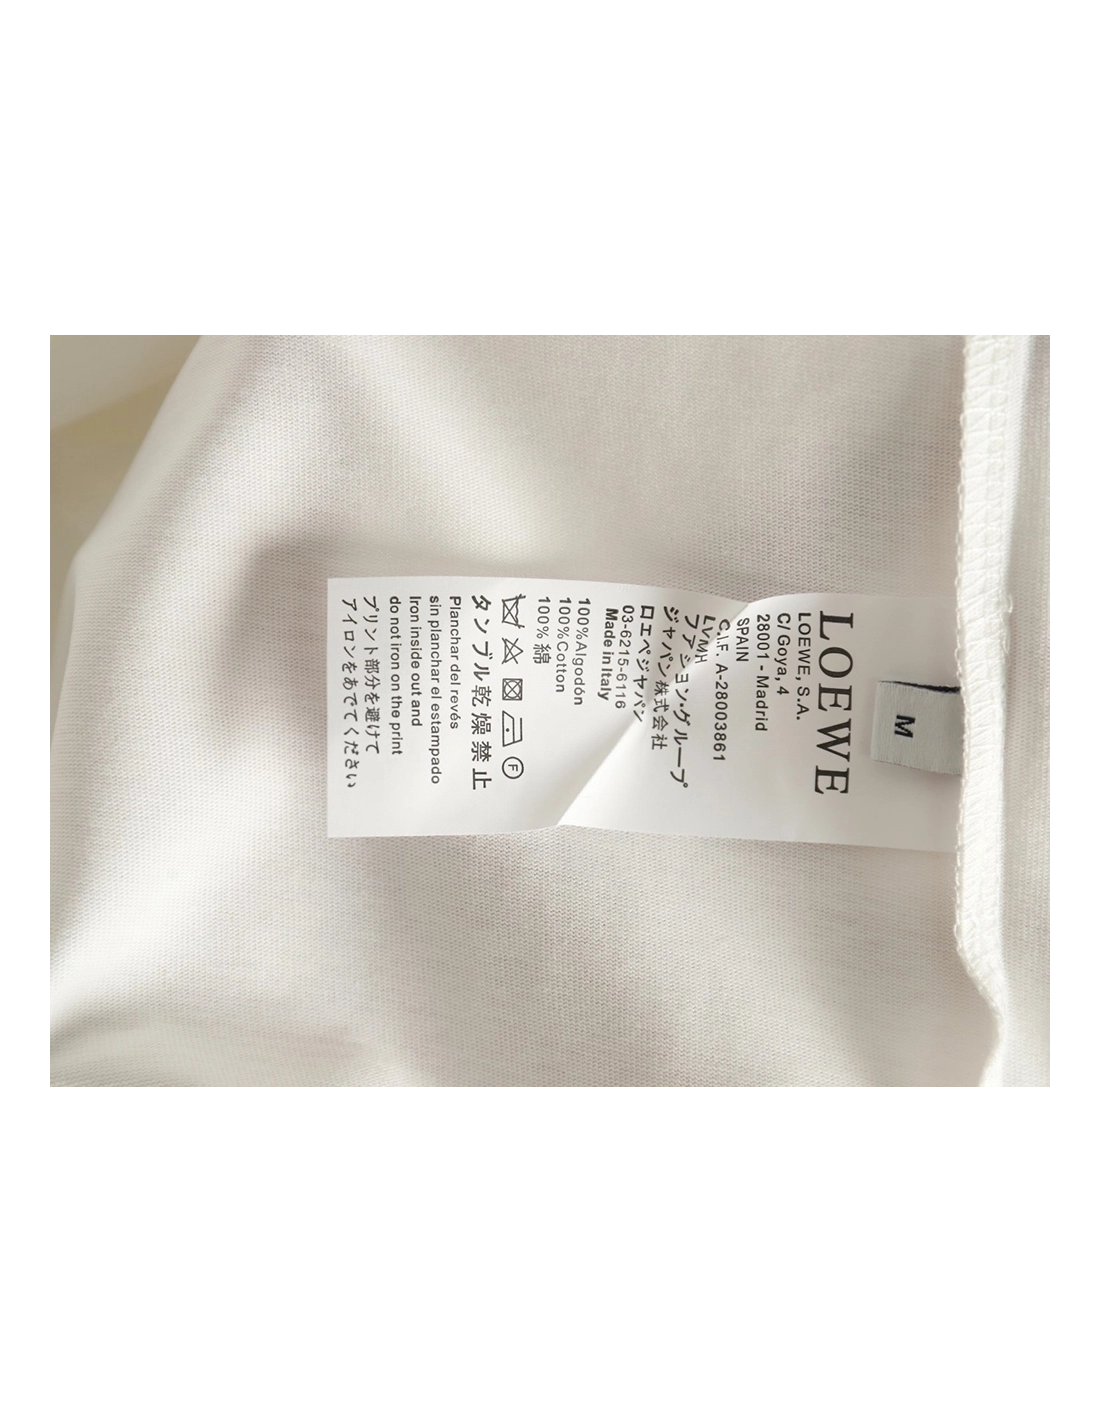 M
LOEWE
LOEWE, S.A.
C/ Goya, 4
28001 - Madrid
SPAIN
C.I.F. A-28003861
LVMH
ファション·グループ
ジャパン株式会社
ロエベジャパン
03-6215-6116
Made in Italy
100%Algodón
100%Cotton
100%綿
F
タンブル乾燥禁止
Planchar del revés
sin planchar el estampado
Iron inside out and
do not iron on the print
プリント部分を避けて
アイロンをあでてください